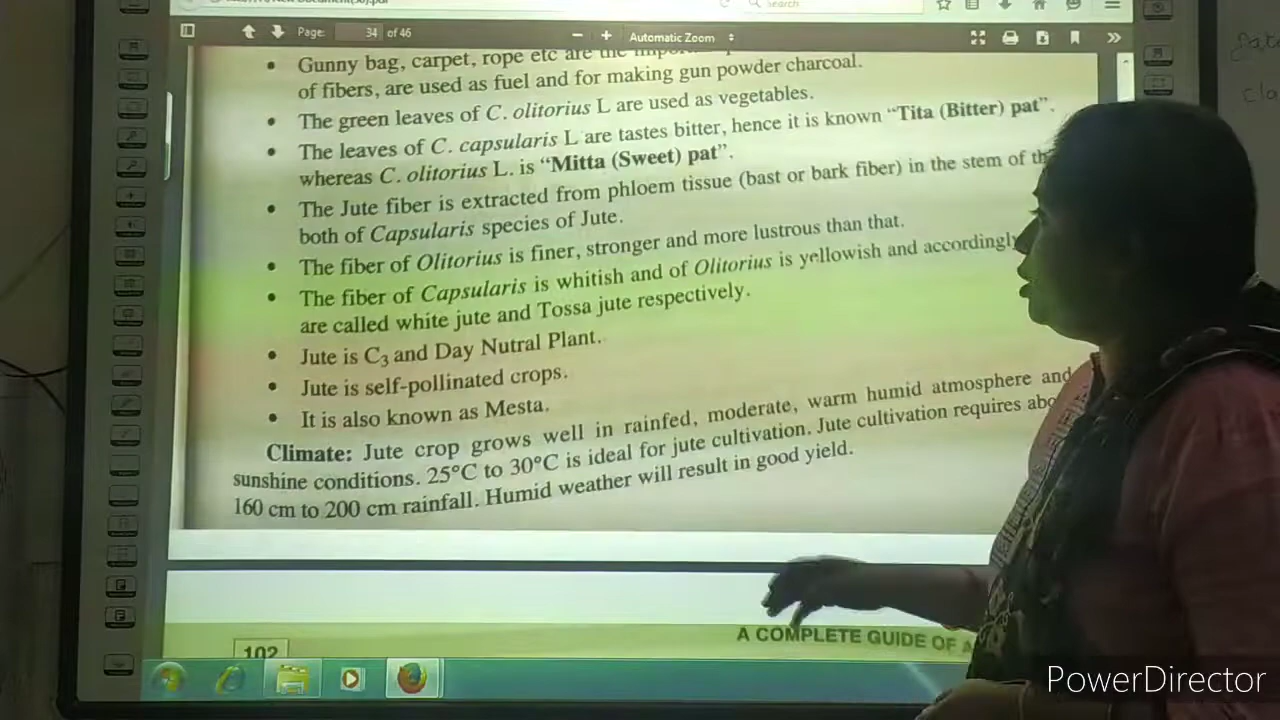 Search
Page: 34 of 46
Automatic Zoom
• Gunny bag, carpet, rope etc are the
of fibers, are used as fuel and for making gun powder charcoal.
• The green leaves of C. olitorius L are used as vegetables.
• The leaves of C. capsularis L are tastes bitter, hence it is known “Tita (Bitter) pat”.
whereas C. olitorius L. is “Mitta (Sweet) pat”.
• The Jute fiber is extracted from phloem tissue (bast or bark fiber) in the stem of
both of Capsularis species of Jute.
• The fiber of Olitorius is finer, stronger and more lustrous than that.
• The fiber of Capsularis is whitish and of Olitorius is yellowish and accordingly
are called white jute and Tossa jute respectively.
• Jute is C3 and Day Nutral Plant.
• Jute is self-pollinated crops.
• It is also known as Mesta.
Climate: Jute crop grows well in rainfed, moderate, warm humid atmosphere and
sunshine conditions. 25°C to 30°C is ideal for jute cultivation. Jute cultivation requires
160 cm to 200 cm rainfall. Humid weather will result in good yield.
102
A COMPLETE GUIDE OF
PowerDirector